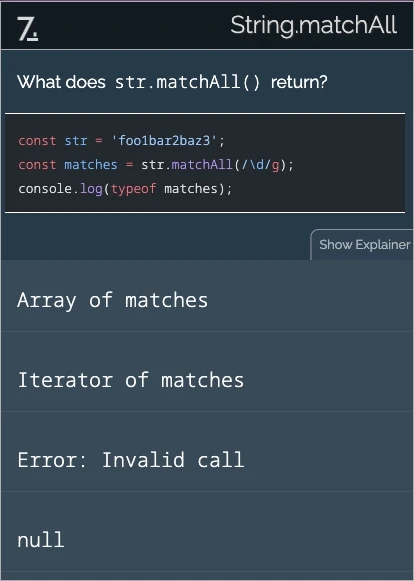 7.
String.matchAll
What does str.matchAll() return?
const str = 'foo1bar2baz3';
const matches = str.matchAll(/\d/g);
console.log(typeof matches);
Show Explainer
Array of matches
Iterator of matches
Error: Invalid call
null